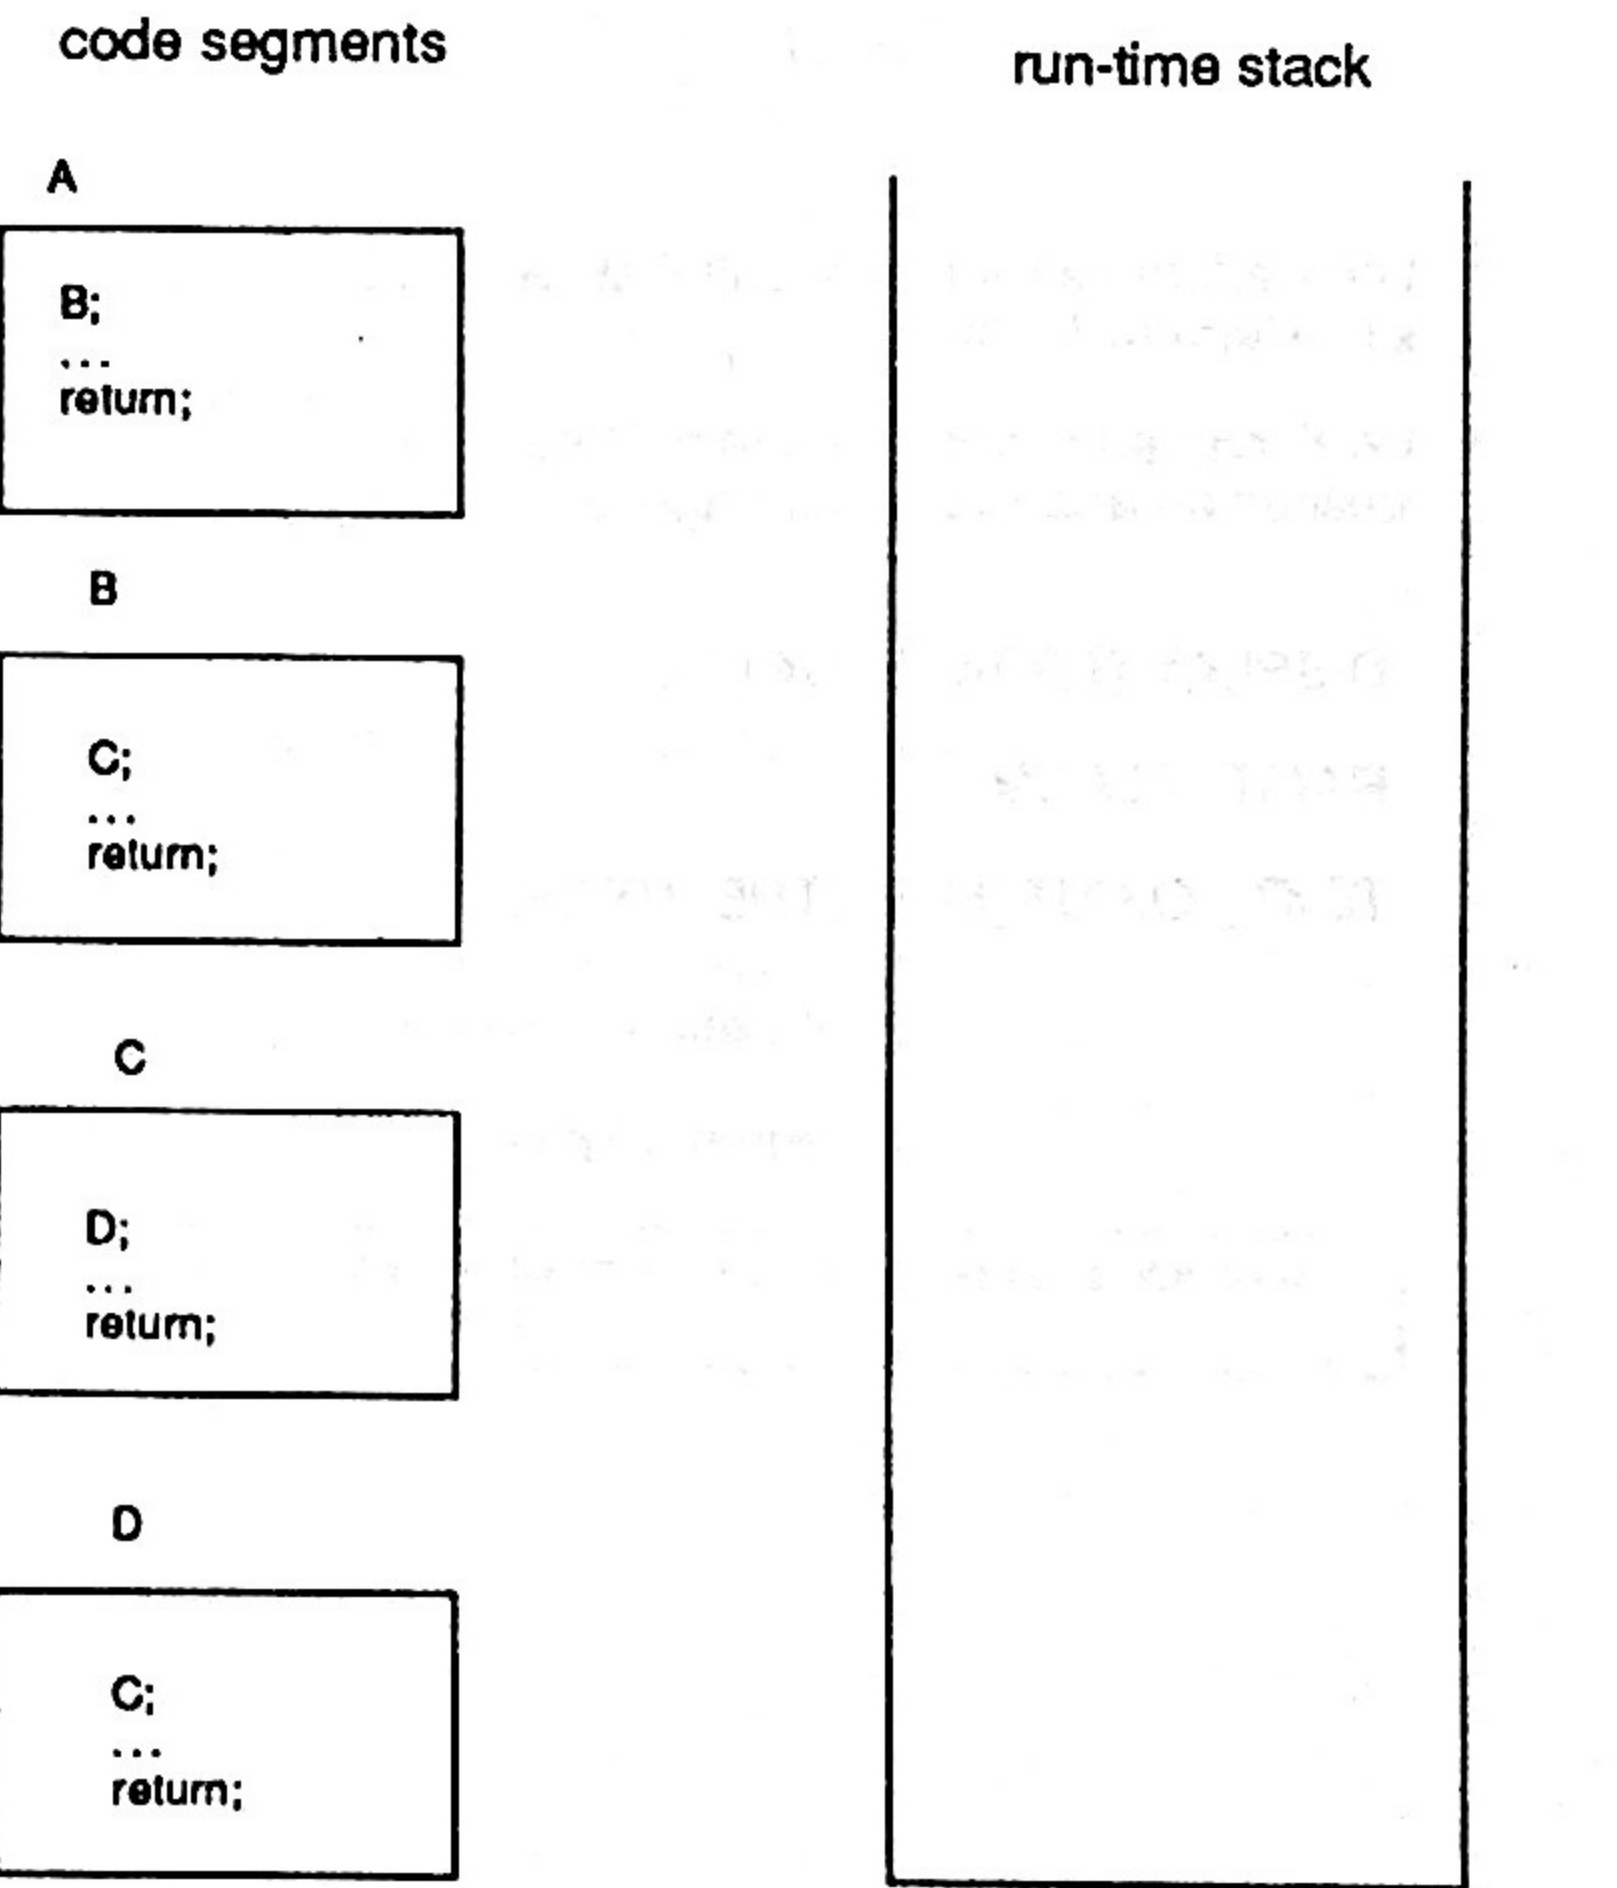 code segments
run-time stack
A
B;
...
return;
B
C;
...
return;
C
D;
...
return;
D
C;
...
return;